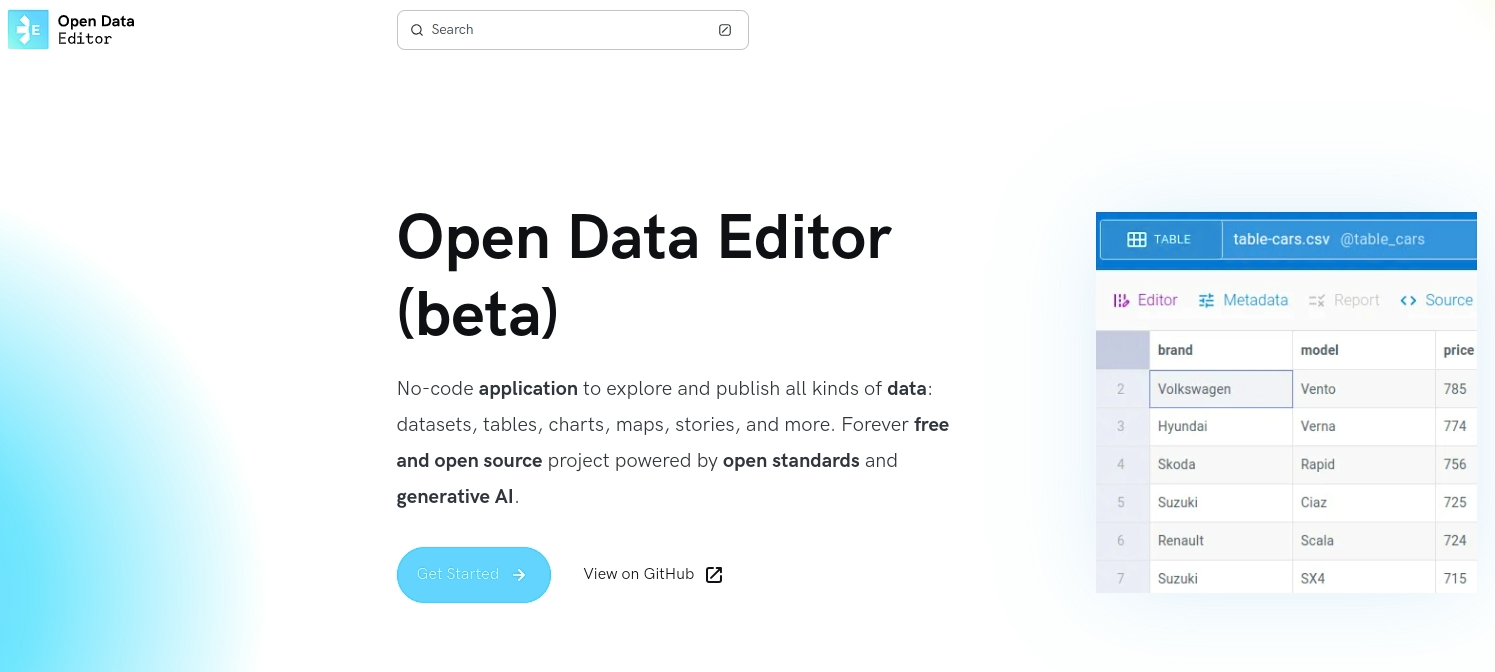 Open Data
Editor
E
Search
Open Data Editor
(beta)
No-code application to explore and publish all kinds of data:
datasets, tables, charts, maps, stories, and more. Forever free
and open source project powered by open standards and
generative AI.
Get Started
View on GitHub
TABLE table-cars.csv @table_cars
Editor Metadata Report Source
brand model price
2 Volkswagen Vento 785
3 Hyundai Verna 774
4 Skoda Rapid 756
5 Suzuki Ciaz 725
6 Renault Scala 724
7 Suzuki SX4 715